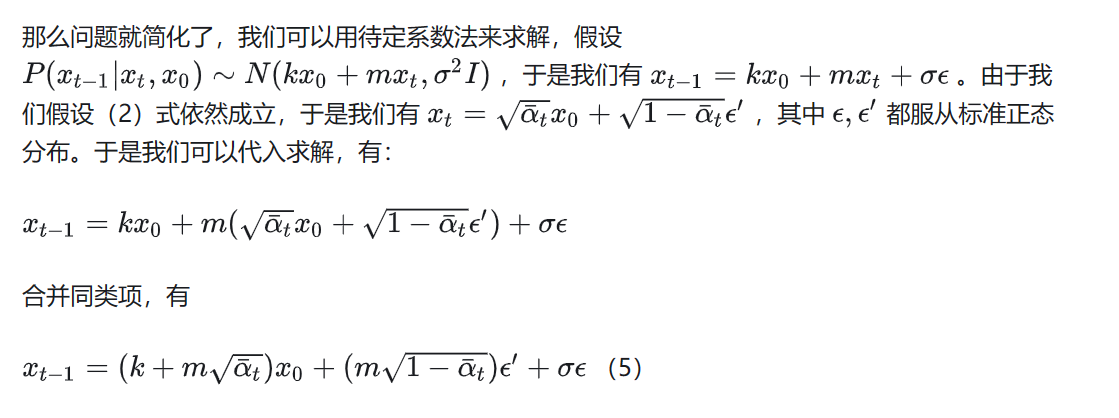 那么问题就简化了，我们可以用待定系数法来求解，假设
$P(x_{t-1}|x_t, x_0) \sim N(kx_0 + mx_t, \sigma^2 I)$ ，于是我们有 $x_{t-1} = kx_0 + mx_t + \sigma\epsilon$ 。由于我
们假设（2）式依然成立，于是我们有 $x_t = \sqrt{\bar{\alpha}_t}x_0 + \sqrt{1 - \bar{\alpha}_t}\epsilon'$ ，其中 $\epsilon, \epsilon'$ 都服从标准正态
分布。于是我们可以代入求解，有：
$x_{t-1} = kx_0 + m(\sqrt{\bar{\alpha}_t}x_0 + \sqrt{1 - \bar{\alpha}_t}\epsilon') + \sigma\epsilon$
合并同类项，有
$x_{t-1} = (k + m\sqrt{\bar{\alpha}_t})x_0 + (m\sqrt{1 - \bar{\alpha}_t})\epsilon' + \sigma\epsilon$ （5）